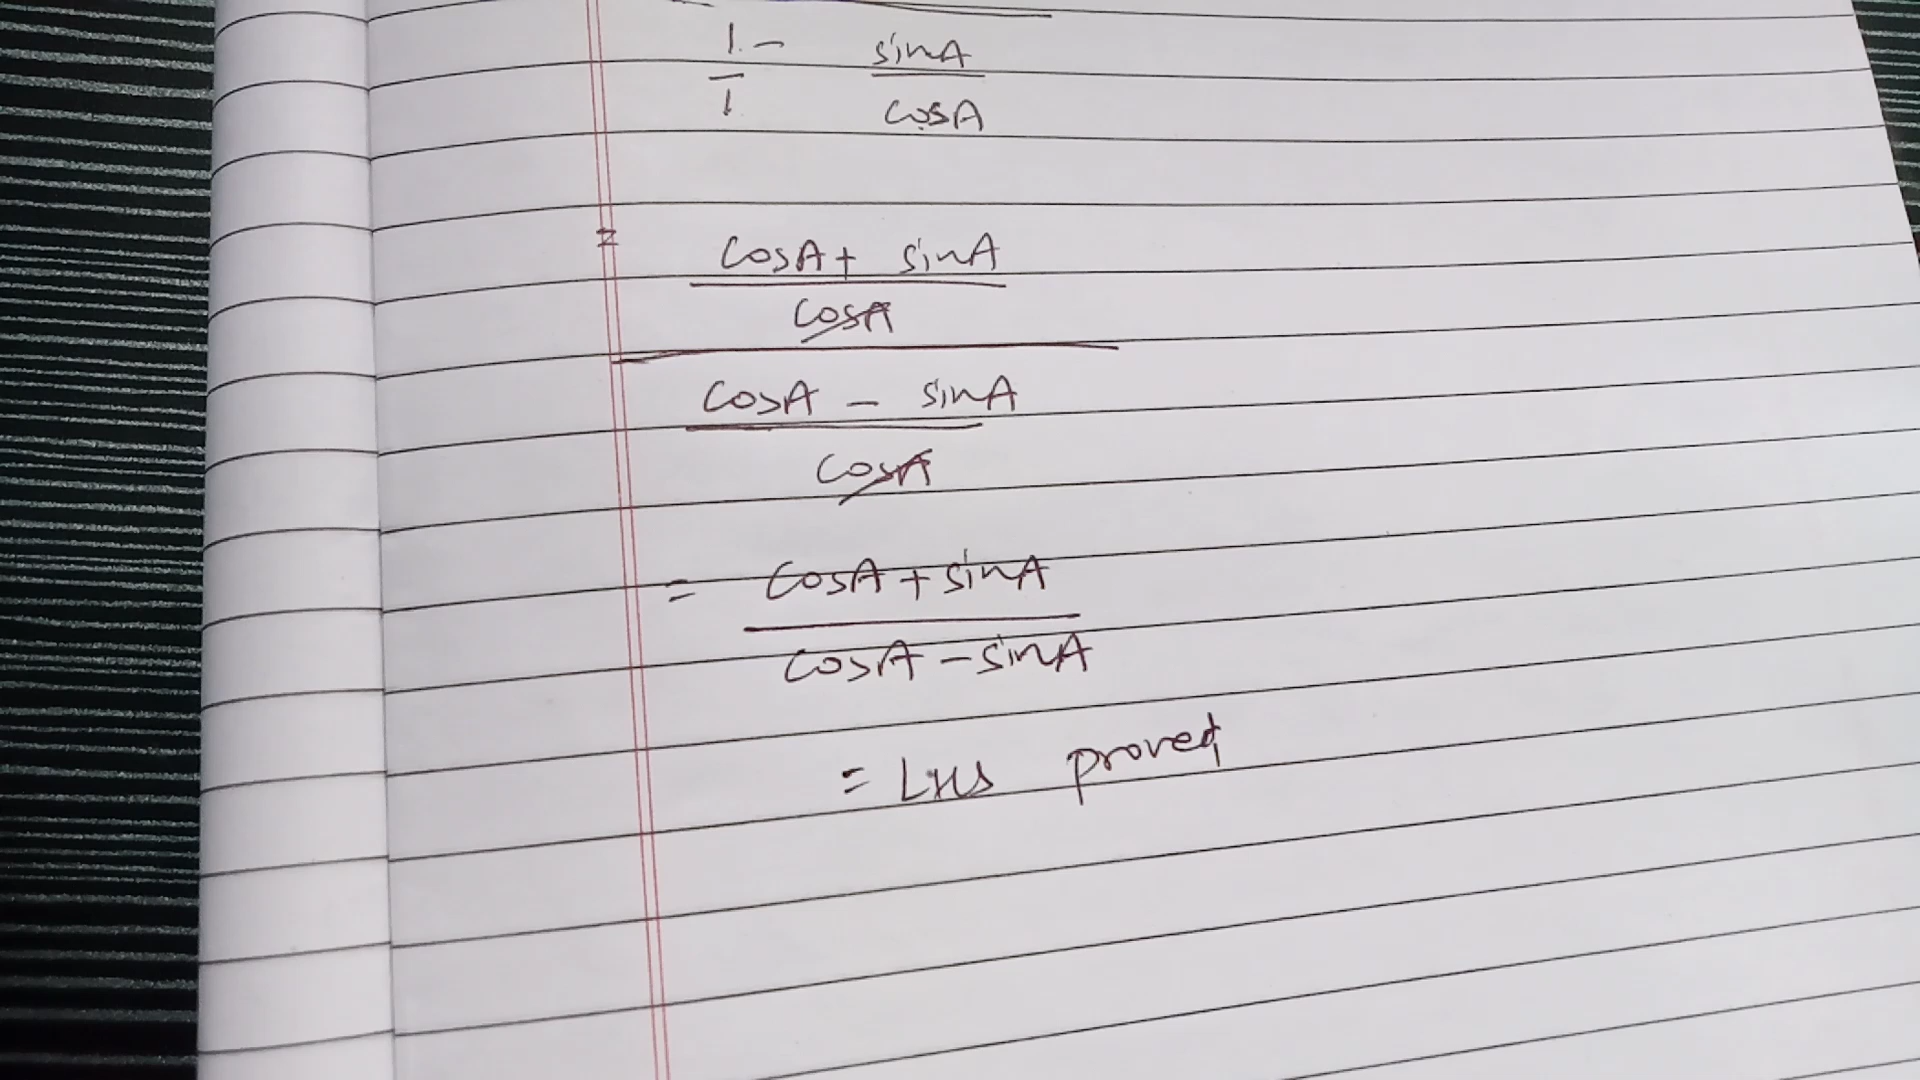 1 - sinA
1 cosA
= cosA + sinA
cosA
cosA - sinA
cosA
= cosA + sinA
cosA - sinA
= LHS proved